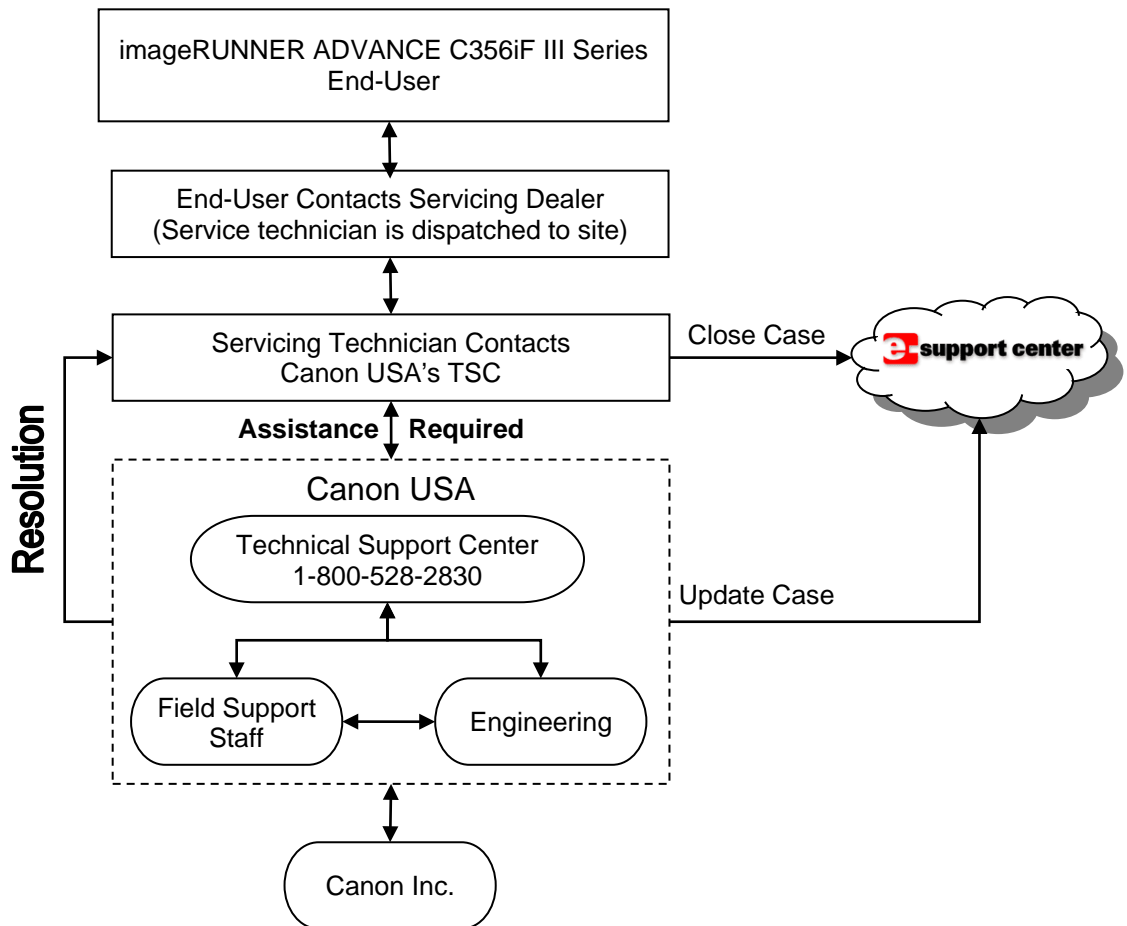 imageRUNNER ADVANCE C356iF III Series
End-User
End-User Contacts Servicing Dealer
(Service technician is dispatched to site)
Servicing Technician Contacts
Canon USA's TSC
Close Case
e-support center
Assistance Required
Resolution
Canon USA
Technical Support Center
1-800-528-2830
Update Case
Field Support
Staff
Engineering
Canon Inc.